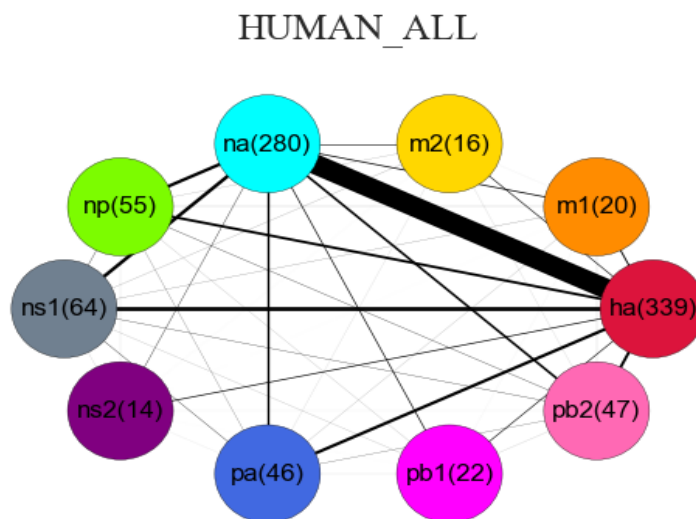 HUMAN_ALL
na(280)
m2(16)
np(55)
m1(20)
ns1(64)
ha(339)
ns2(14)
pb2(47)
pa(46)
pb1(22)